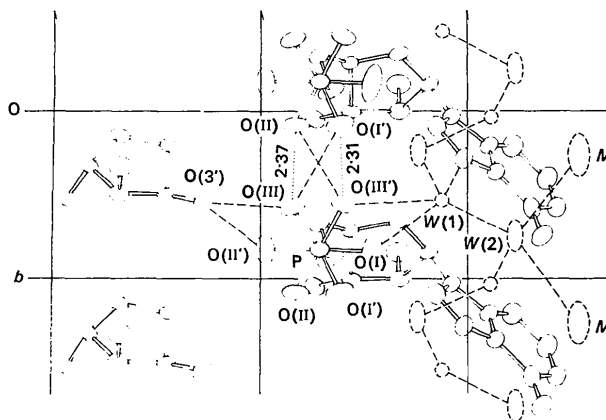 O
O(II)
O(I')
O(3')
2·37
2·31
O(III)
O(III')
W(1)
W(2)
M
O(II')
P
O(I)
b
O(II)
O(I')
M